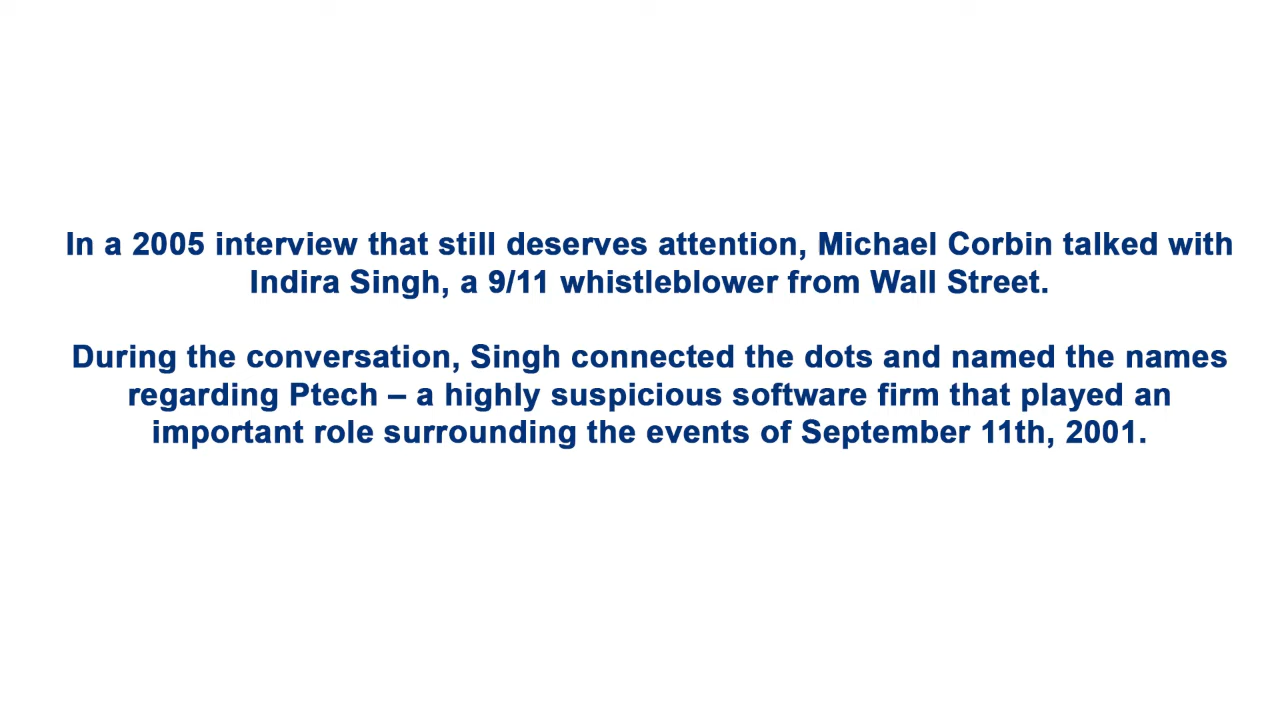 In a 2005 interview that still deserves attention, Michael Corbin talked with
Indira Singh, a 9/11 whistleblower from Wall Street.
During the conversation, Singh connected the dots and named the names
regarding Ptech – a highly suspicious software firm that played an
important role surrounding the events of September 11th, 2001.